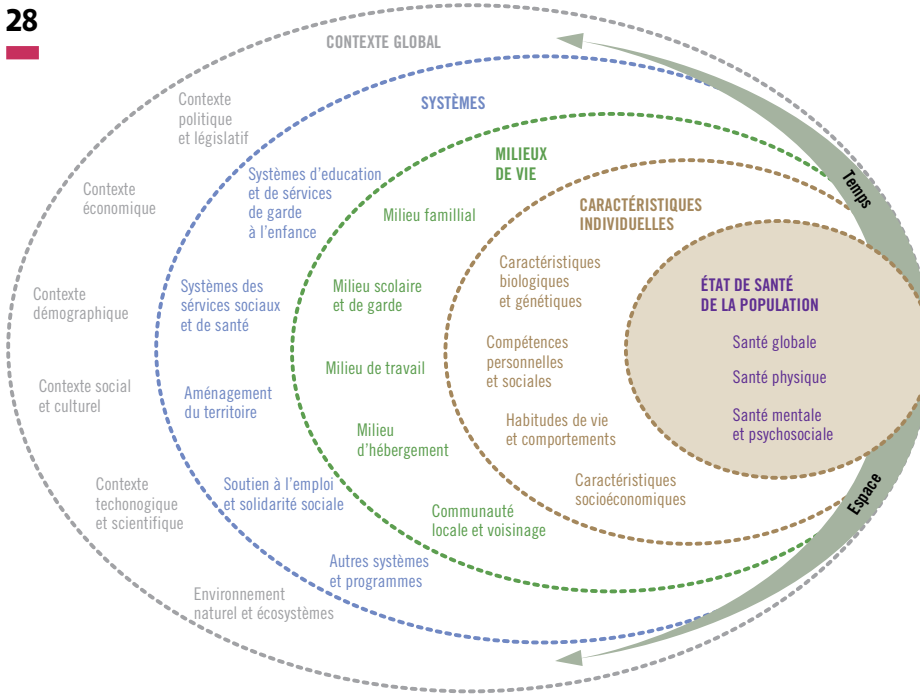 28
CONTEXTE GLOBAL
Contexte
politique
et législatif
Contexte
économique
Contexte
démographique
Contexte social
et culturel
Contexte
techonogique
et scientifique
Environnement
naturel et écosystèmes
SYSTÈMES
Systèmes d'education
et de sérvices
de garde
à l'enfance
Systèmes des
sérvices sociaux
et de santé
Aménagement
du territoire
Soutien à l'emploi
et solidarité sociale
Autres systèmes
et programmes
MILIEUX
DE VIE
Milieu famillial
Milieu scolaire
et de garde
Milieu de travail
Milieu
d'hébergement
Communauté
locale et voisinage
CARACTÉRISTIQUES
INDIVIDUELLES
Caractéristiques
biologiques
et génétiques
Compétences
personnelles
et sociales
Habitudes de vie
et comportements
Caractéristiques
socioéconomiques
ÉTAT DE SANTÉ
DE LA POPULATION
Santé globale
Santé physique
Santé mentale
et psychosociale
Temps
Espace